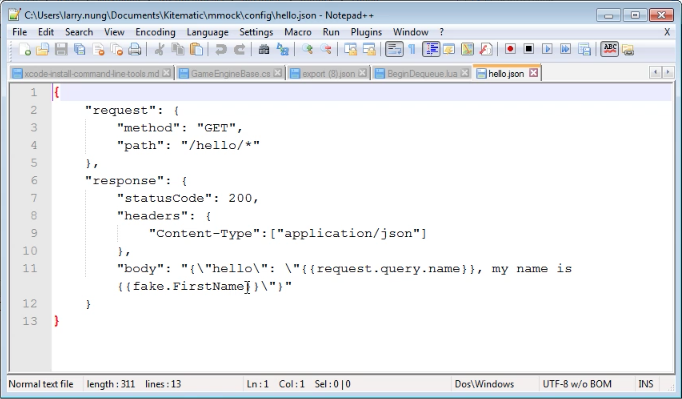 C:\Users\larry.nung\Documents\Kitematic\mmock\config\hello.json - Notepad++
File Edit Search View Encoding Language Settings Macro Run Plugins Window ? X
xcode-install-command-line-tools.md GameEngineBase.cs export (8).json BeginDequeue.lua hello.json
1 {
2 "request": {
3 "method": "GET",
4 "path": "/hello/*"
5 },
6 "response": {
7 "statusCode": 200,
8 "headers": {
9 "Content-Type":["application/json"]
10 },
11 "body": "{\"hello\": \"{{request.query.name}}, my name is
{{fake.FirstName}}\"}"
12 }
13 }
Normal text file length : 311 lines : 13 Ln : 1 Col : 1 Sel : 0 | 0 Dos\Windows UTF-8 w/o BOM INS